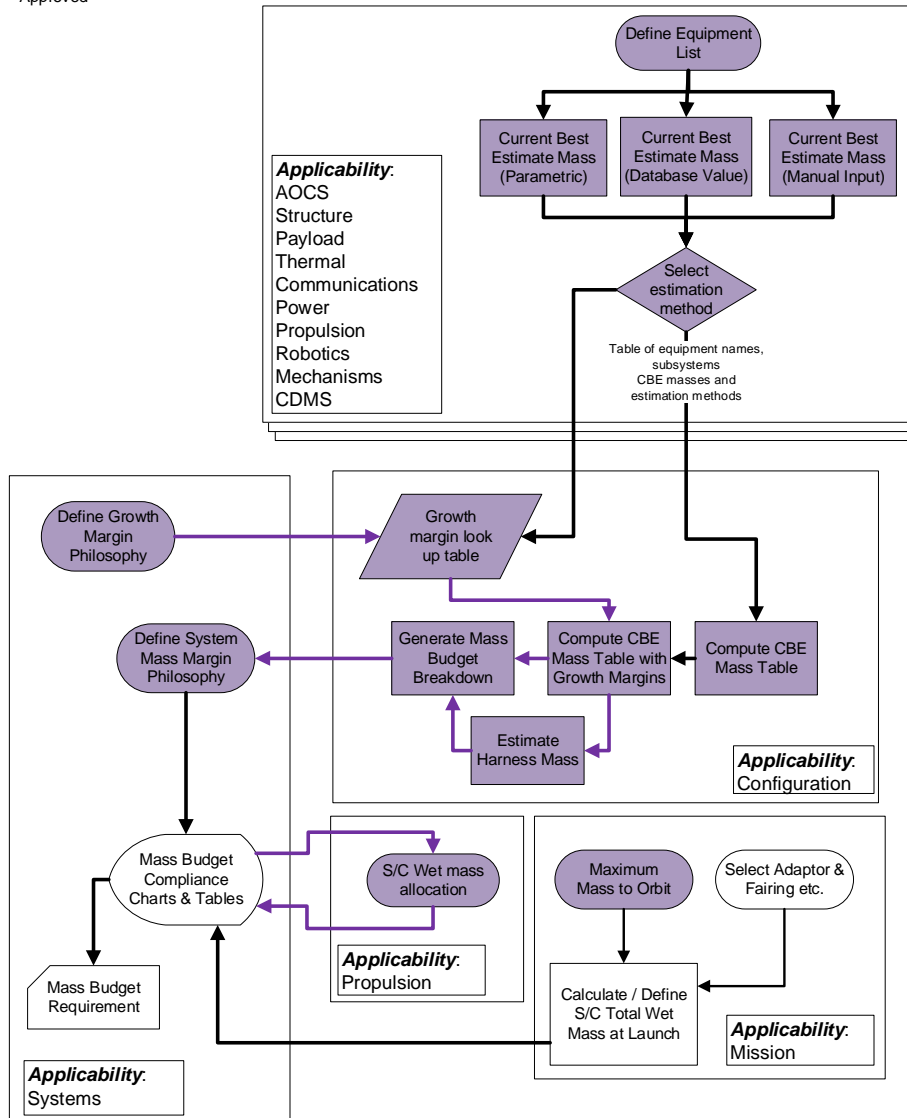 Approved
Define Equipment
List
Current Best
Estimate Mass
(Parametric)
Current Best
Estimate Mass
(Database Value)
Current Best
Estimate Mass
(Manual Input)
Applicability:
AOCS
Structure
Payload
Thermal
Communications
Power
Propulsion
Robotics
Mechanisms
CDMS
Select
estimation
method
Table of equipment names,
subsystems
CBE masses and
estimation methods
Define Growth
Margin
Philosophy
Growth
margin look
up table
Define System
Mass Margin
Philosophy
Generate Mass
Budget
Breakdown
Compute CBE
Mass Table with
Growth Margins
Compute CBE
Mass Table
Estimate
Harness Mass
Applicability:
Configuration
Mass Budget
Compliance
Charts & Tables
S/C Wet mass
allocation
Maximum
Mass to Orbit
Select Adaptor &
Fairing etc.
Applicability:
Propulsion
Mass Budget
Requirement
Calculate / Define
S/C Total Wet
Mass at Launch
Applicability:
Mission
Applicability:
Systems